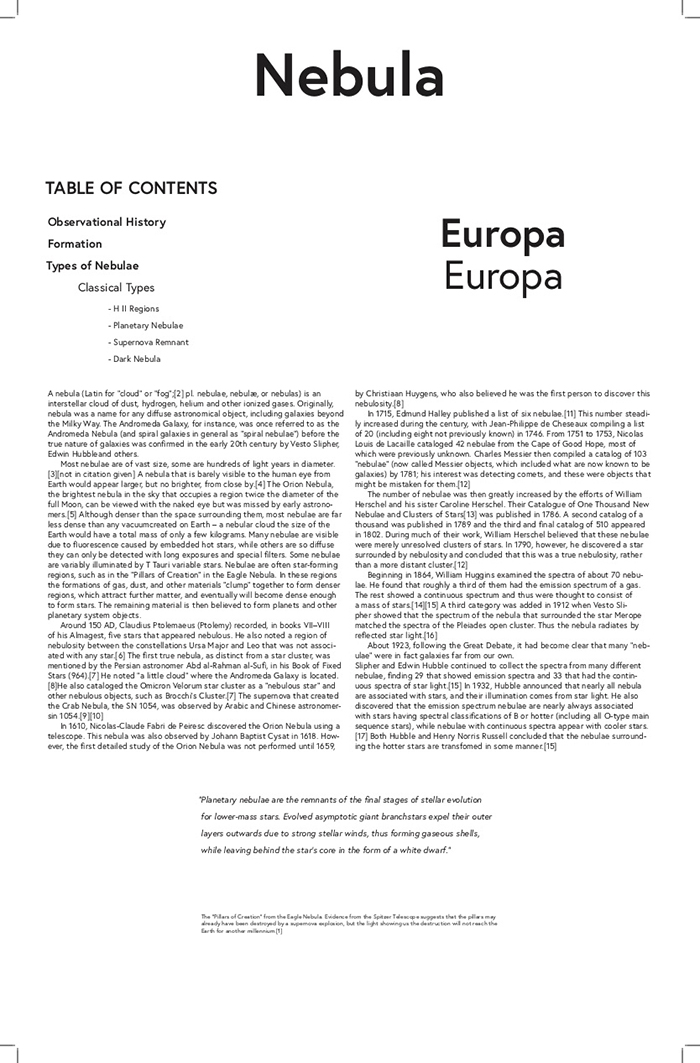 Nebula
TABLE OF CONTENTS
Observational History
Formation
Types of Nebulae
Classical Types
- H II Regions
- Planetary Nebulae
- Supernova Remnant
- Dark Nebula
Europa
Europa
A nebula (Latin for "cloud" or "fog";[2] pl. nebulae, nebulæ, or nebulas) is an
interstellar cloud of dust, hydrogen, helium and other ionized gases. Originally,
nebula was a name for any diffuse astronomical object, including galaxies beyond
the Milky Way. The Andromeda Galaxy, for instance, was once referred to as the
Andromeda Nebula (and spiral galaxies in general as "spiral nebulae") before the
true nature of galaxies was confirmed in the early 20th century by Vesto Slipher,
Edwin Hubbleand others.
Most nebulae are of vast size, some are hundreds of light years in diameter.
[3][not in citation given] A nebula that is barely visible to the human eye from
Earth would appear larger, but no brighter, from close by.[4] The Orion Nebula,
the brightest nebula in the sky that occupies a region twice the diameter of the
full Moon, can be viewed with the naked eye but was missed by early astrono-
mers.[5] Although denser than the space surrounding them, most nebulae are far
less dense than any vacuumcreated on Earth – a nebular cloud the size of the
Earth would have a total mass of only a few kilograms. Many nebulae are visible
due to fluorescence caused by embedded hot stars, while others are so diffuse
they can only be detected with long exposures and special filters. Some nebulae
are variably illuminated by T Tauri variable stars. Nebulae are often star-forming
regions, such as in the "Pillars of Creation" in the Eagle Nebula. In these regions
the formations of gas, dust, and other materials "clump" together to form denser
regions, which attract further matter, and eventually will become dense enough
to form stars. The remaining material is then believed to form planets and other
planetary system objects.
Around 150 AD, Claudius Ptolemaeus (Ptolemy) recorded, in books VII–VIII
of his Almagest, five stars that appeared nebulous. He also noted a region of
nebulosity between the constellations Ursa Major and Leo that was not associ-
ated with any star.[6] The first true nebula, as distinct from a star cluster, was
mentioned by the Persian astronomer Abd al-Rahman al-Sufi, in his Book of Fixed
Stars (964).[7] He noted "a little cloud" where the Andromeda Galaxy is located.
[8]He also cataloged the Omicron Velorum star cluster as a "nebulous star" and
other nebulous objects, such as Brocchi's Cluster.[7] The supernova that created
the Crab Nebula, the SN 1054, was observed by Arabic and Chinese astronomer-
sin 1054.[9][10]
In 1610, Nicolas-Claude Fabri de Peiresc discovered the Orion Nebula using a
telescope. This nebula was also observed by Johann Baptist Cysat in 1618. How-
ever, the first detailed study of the Orion Nebula was not performed until 1659,
by Christiaan Huygens, who also believed he was the first person to discover this
nebulosity.[8]
In 1715, Edmund Halley published a list of six nebulae.[11] This number steadi-
ly increased during the century, with Jean-Philippe de Cheseaux compiling a list
of 20 (including eight not previously known) in 1746. From 1751 to 1753, Nicolas
Louis de Lacaille cataloged 42 nebulae from the Cape of Good Hope, most of
which were previously unknown. Charles Messier then compiled a catalog of 103
"nebulae" (now called Messier objects, which included what are now known to be
galaxies) by 1781; his interest was detecting comets, and these were objects that
might be mistaken for them.[12]
The number of nebulae was then greatly increased by the efforts of William
Herschel and his sister Caroline Herschel. Their Catalogue of One Thousand New
Nebulae and Clusters of Stars[13] was published in 1786. A second catalog of a
thousand was published in 1789 and the third and final catalog of 510 appeared
in 1802. During much of their work, William Herschel believed that these nebulae
were merely unresolved clusters of stars. In 1790, however, he discovered a star
surrounded by nebulosity and concluded that this was a true nebulosity, rather
than a more distant cluster.[12]
Beginning in 1864, William Huggins examined the spectra of about 70 nebu-
lae. He found that roughly a third of them had the emission spectrum of a gas.
The rest showed a continuous spectrum and thus were thought to consist of
a mass of stars.[14][15] A third category was added in 1912 when Vesto Sli-
pher showed that the spectrum of the nebula that surrounded the star Merope
matched the spectra of the Pleiades open cluster. Thus the nebula radiates by
reflected star light.[16]
About 1923, following the Great Debate, it had become clear that many "neb-
ulae" were in fact galaxies far from our own.
Slipher and Edwin Hubble continued to collect the spectra from many different
nebulae, finding 29 that showed emission spectra and 33 that had the contin-
uous spectra of star light.[15] In 1932, Hubble announced that nearly all nebula
are associated with stars, and their illumination comes from star light. He also
discovered that the emission spectrum nebulae are nearly always associated
with stars having spectral classifications of B or hotter (including all O-type main
sequence stars), while nebulae with continuous spectra appear with cooler stars.
[17] Both Hubble and Henry Norris Russell concluded that the nebulae surround-
ing the hotter stars are transfomed in some manner.[15]
"Planetary nebulae are the remnants of the final stages of stellar evolution
for lower-mass stars. Evolved asymptotic giant branchstars expel their outer
layers outwards due to strong stellar winds, thus forming gaseous shells,
while leaving behind the star's core in the form of a white dwarf."
The "Pillars of Creation" from the Eagle Nebula. Evidence from the Spitzer Telescope suggests that the pillars may
already have been destroyed by a supernova explosion, but the light showing us the destruction will not reach the
Earth for another millennium.[1]